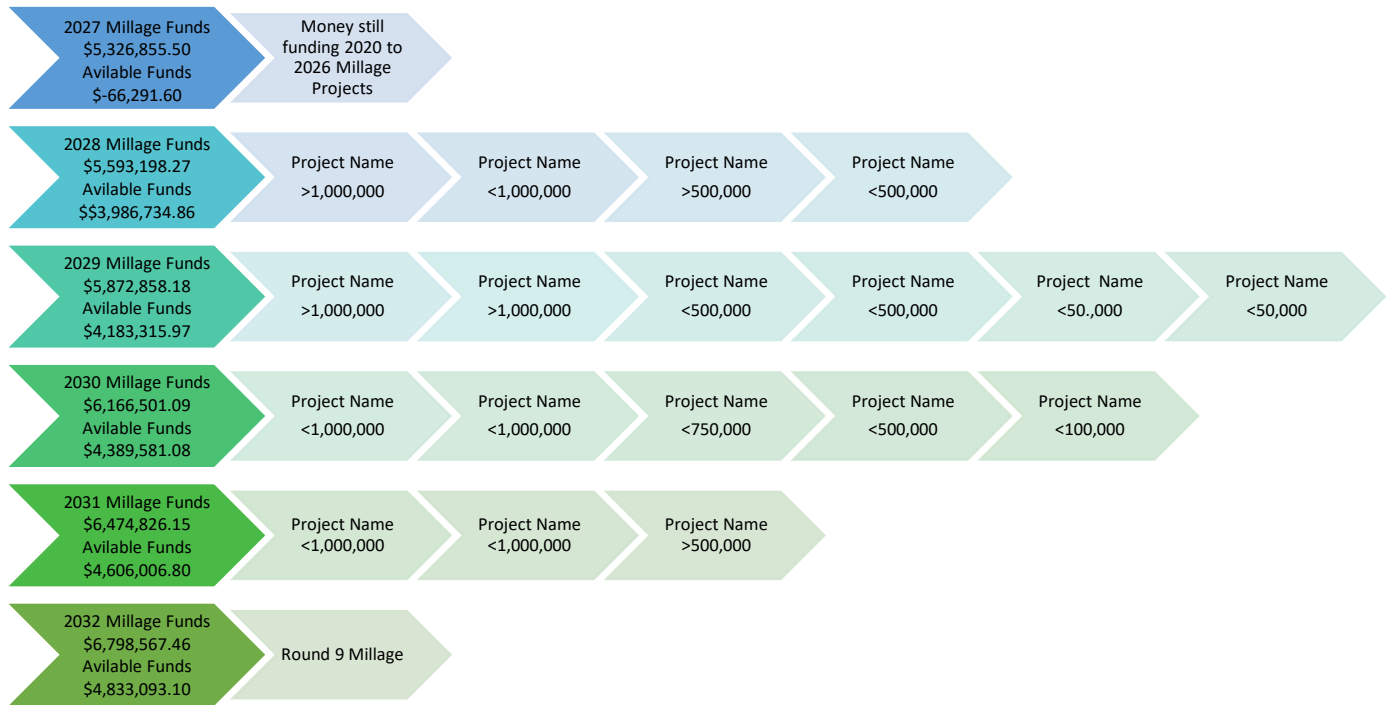 2027 Millage Funds
$5,326,855.50
Avilable Funds
$-66,291.60
Money still
funding 2020 to
2026 Millage
Projects
2028 Millage Funds
$5,593,198.27
Avilable Funds
$$3,986,734.86
Project Name
>1,000,000
Project Name
<1,000,000
Project Name
>500,000
Project Name
<500,000
2029 Millage Funds
$5,872,858.18
Avilable Funds
$4,183,315.97
Project Name
>1,000,000
Project Name
>1,000,000
Project Name
<500,000
Project Name
<500,000
Project  Name
<50.,000
Project Name
<50,000
2030 Millage Funds
$6,166,501.09
Avilable Funds
$4,389,581.08
Project Name
<1,000,000
Project Name
<1,000,000
Project Name
<750,000
Project Name
<500,000
Project Name
<100,000
2031 Millage Funds
$6,474,826.15
Avilable Funds
$4,606,006.80
Project Name
<1,000,000
Project Name
<1,000,000
Project Name
>500,000
2032 Millage Funds
$6,798,567.46
Avilable Funds
$4,833,093.10
Round 9 Millage